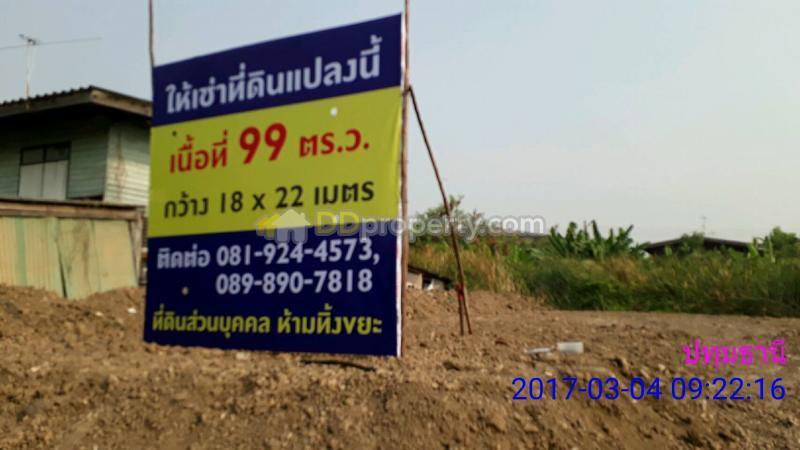 ให้เช่าที่ดินแปลงนี้
เนื้อที่ 99 ตร.ว.
กว้าง 18 x 22 เมตร
ติดต่อ 081-924-4573,
089-890-7818
ที่ดินส่วนบุคคล ห้ามทิ้งขยะ
DDproperty.com
ปทุมธานี
2017-03-04 09:22:16